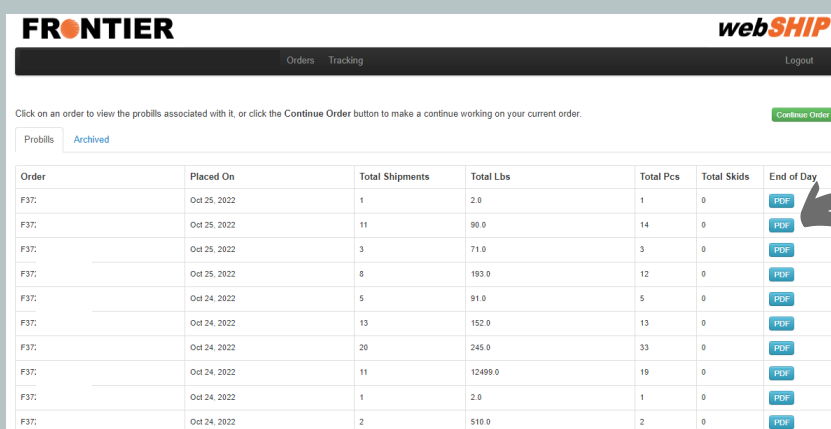 FRONTIER webSHIP
Orders Tracking Logout
Click on an order to view the probills associated with it, or click the Continue Order button to make a continue working on your current order. Continue Order
Probills Archived
Order Placed On Total Shipments Total Lbs Total Pcs Total Skids End of Day
F37: Oct 25, 2022 1 2.0 1 0 PDF
F37: Oct 25, 2022 11 90.0 14 0 PDF
F37: Oct 25, 2022 3 71.0 3 0 PDF
F37: Oct 25, 2022 8 193.0 12 0 PDF
F37: Oct 24, 2022 5 91.0 5 0 PDF
F37: Oct 24, 2022 13 152.0 13 0 PDF
F37: Oct 24, 2022 20 245.0 33 0 PDF
F37: Oct 24, 2022 11 12499.0 19 0 PDF
F37: Oct 24, 2022 1 2.0 1 0 PDF
F37: Oct 24, 2022 2 510.0 2 0 PDF